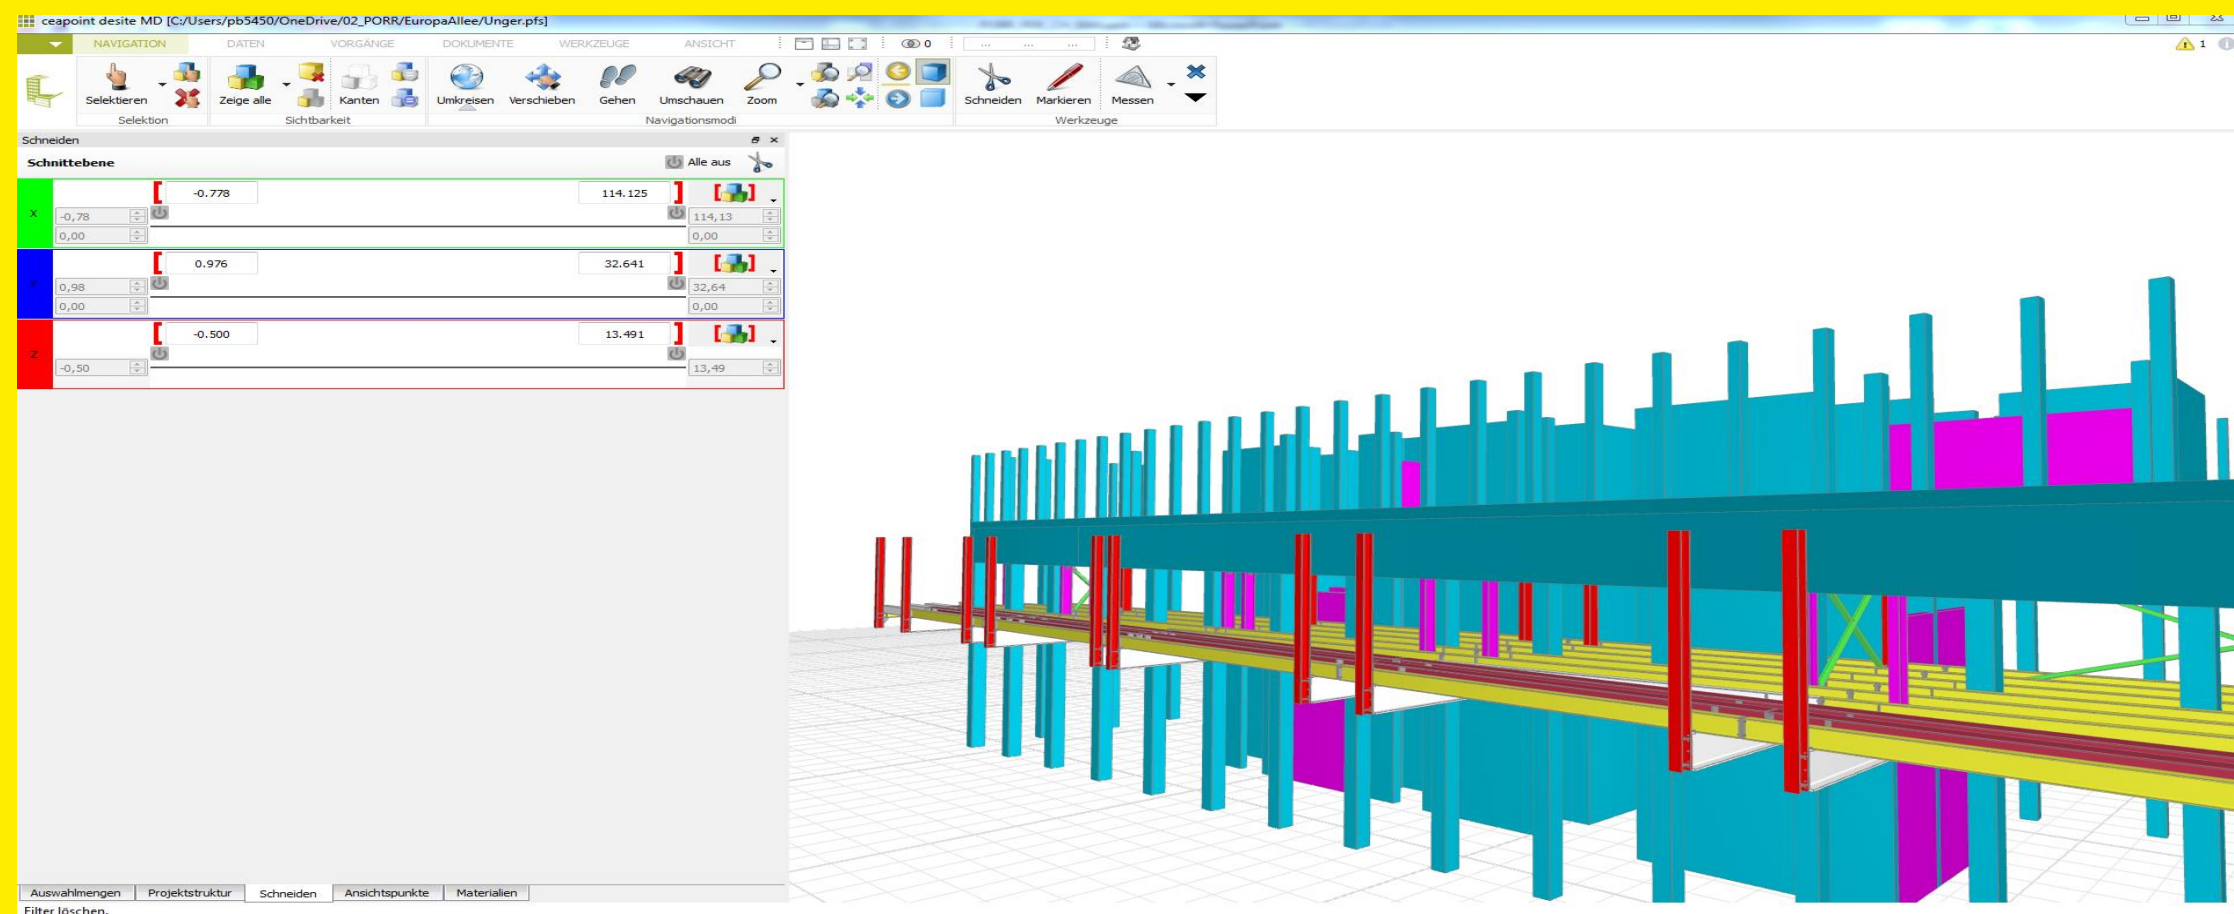 ceapoint desite MD [C:/Users/pb5450/OneDrive/02_PORR/EuropaAllee/Unger.pfs]
NAVIGATION DATEN VORGÄNGE DOKUMENTE WERKZEUGE ANSICHT 0 ... ... ... 1
Selektieren Zeige alle Kanten Umkreisen Verschieben Gehen Umschauen Zoom Schneiden Markieren Messen
Selektion Sichtbarkeit Navigationsmodi Werkzeuge
Schneiden
Schnittebene Alle aus
-0.778 114.125
X -0,78 114,13
0,00 0,00
0.976 32.641
0,98 32,64
0,00 0,00
-0.500 13.491
Z -0,50 13,49
Auswahlmengen Projektstruktur Schneiden Ansichtspunkte Materialien
Filter löschen.